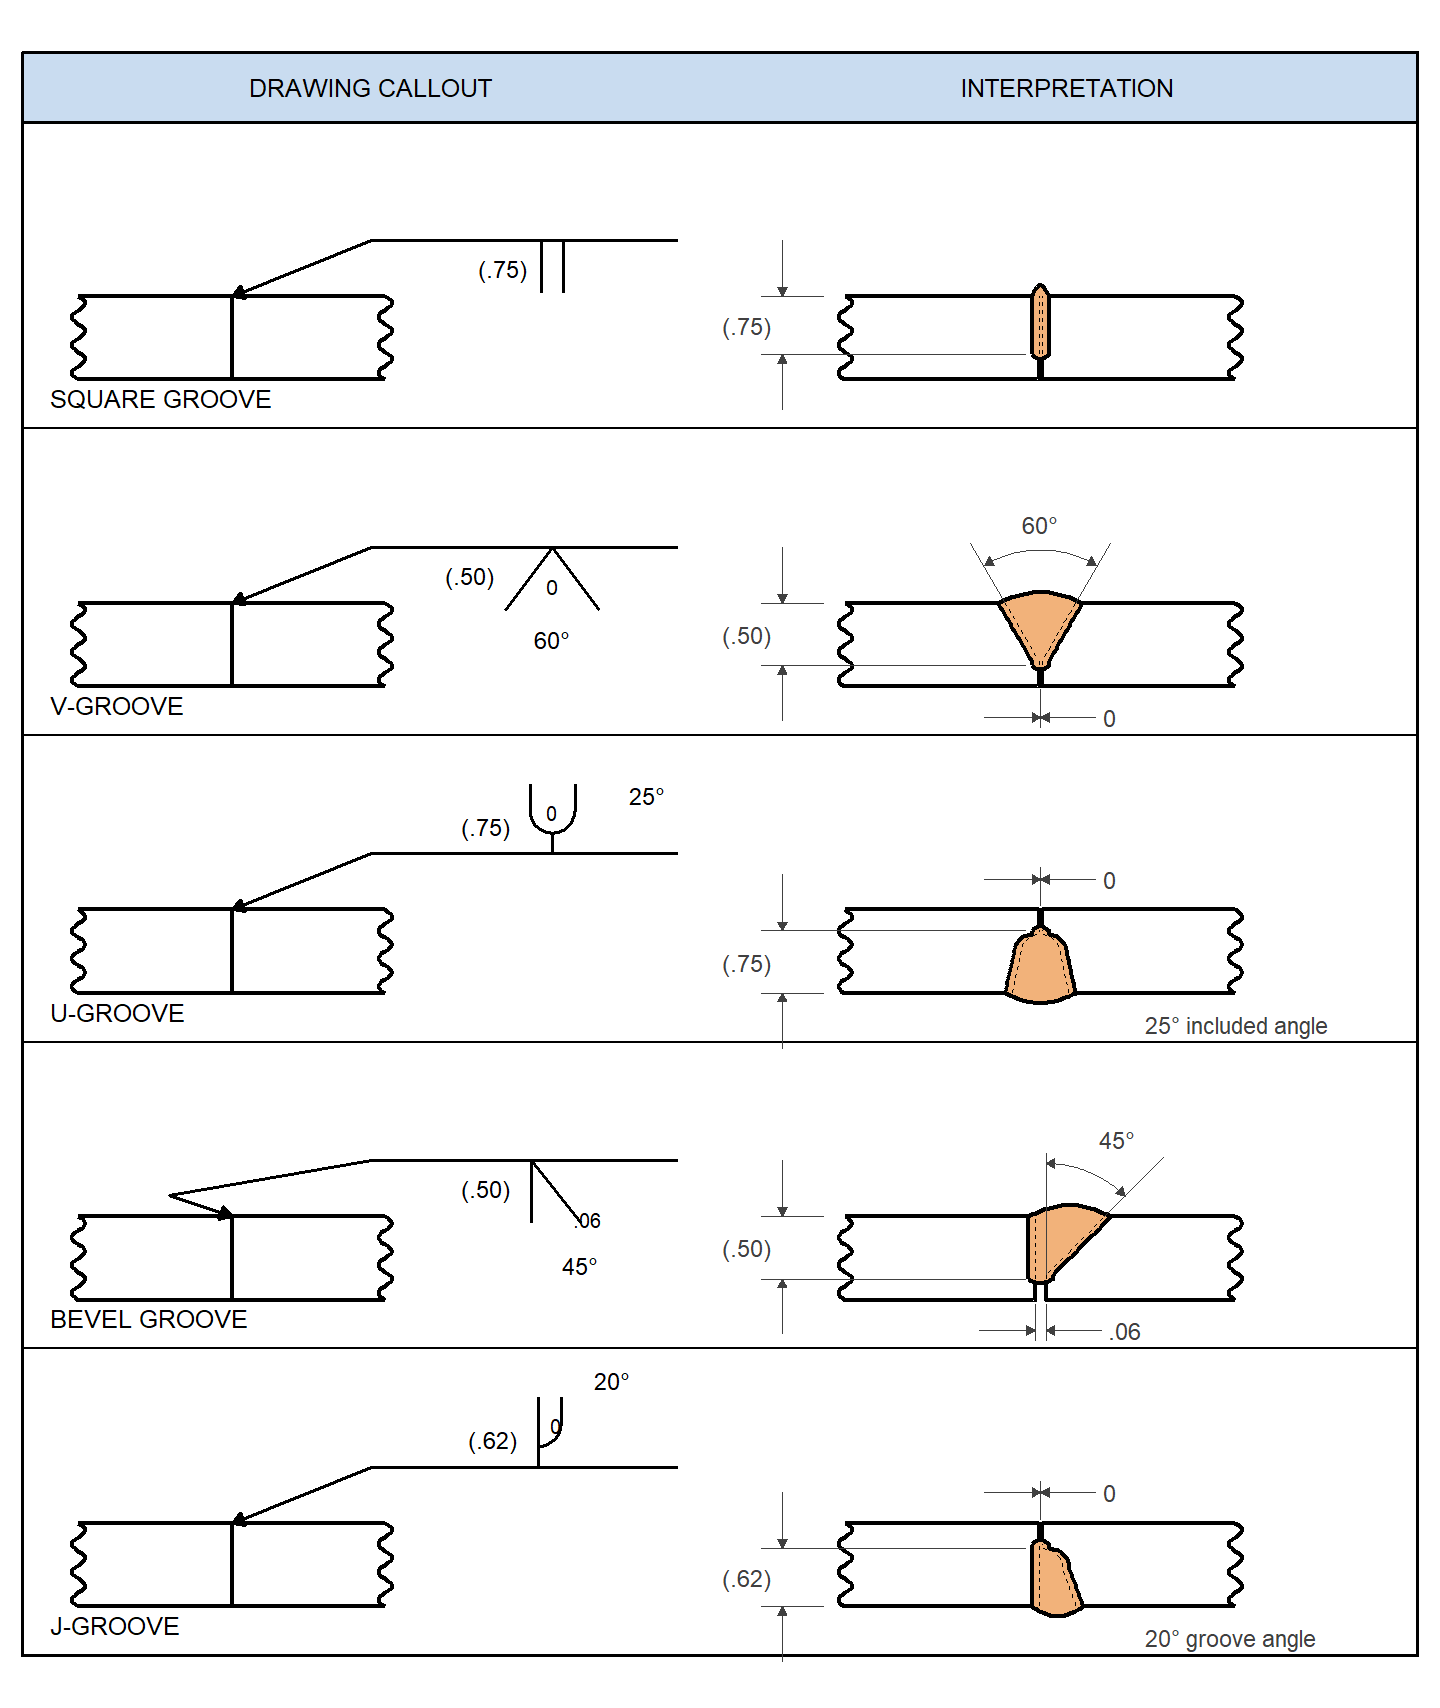 DRAWING CALLOUT
INTERPRETATION
(.75)
(.75)
SQUARE GROOVE
(.50)
0
60°
60°
(.50)
0
V-GROOVE
(.75)
0
25°
0
(.75)
25° included angle
U-GROOVE
(.50)
.06
45°
45°
(.50)
.06
BEVEL GROOVE
(.62)
0
20°
0
(.62)
20° groove angle
J-GROOVE